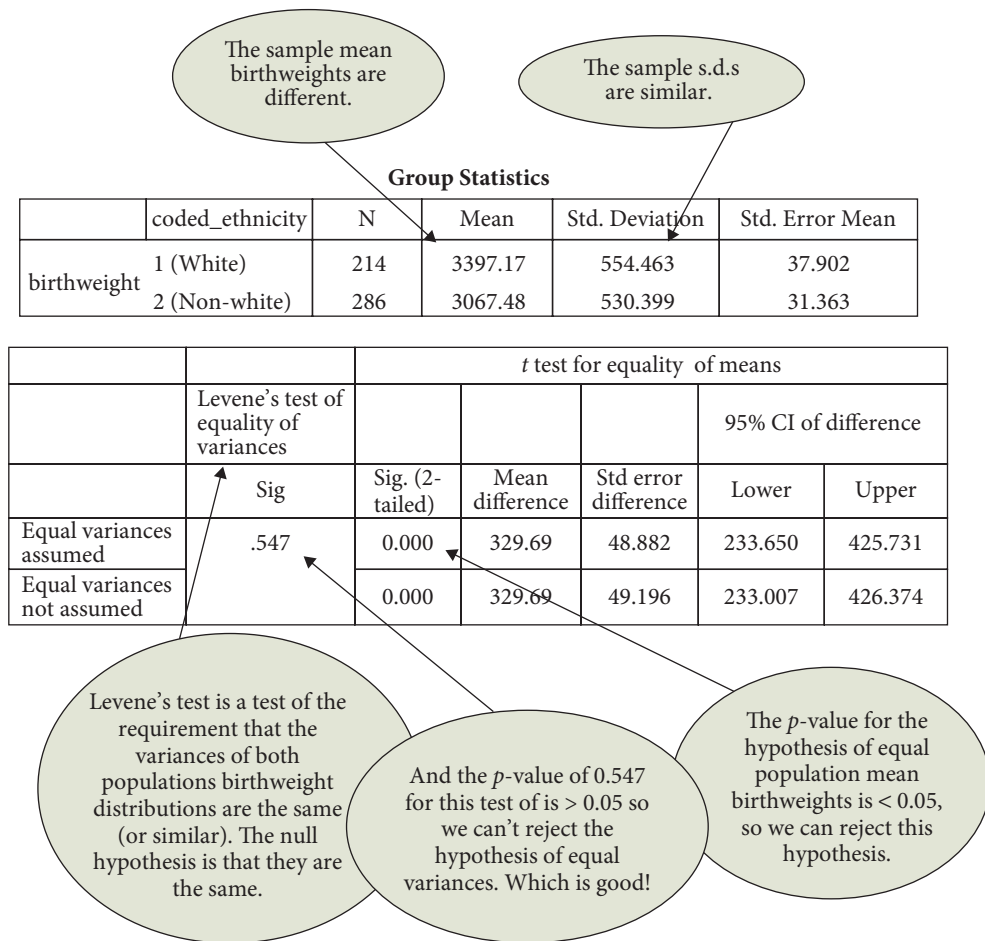 The sample mean
birthweights are
different.
The sample s.d.s
are similar.
Group Statistics
coded_ethnicity N Mean Std. Deviation Std. Error Mean
birthweight
1 (White) 214 3397.17 554.463 37.902
2 (Non-white) 286 3067.48 530.399 31.363
t test for equality of means
Levene's test of
equality of
variances
95% CI of difference
Sig
Sig. (2-
tailed)
Mean
difference
Std error
difference
Lower Upper
Equal variances
assumed
.547 0.000 329.69 48.882 233.650 425.731
Equal variances
not assumed
0.000 329.69 49.196 233.007 426.374
Levene's test is a test of the
requirement that the
variances of both
populations birthweight
distributions are the same
(or similar). The null
hypothesis is that they are
the same.
And the p-value of 0.547
for this test of is > 0.05 so
we can't reject the
hypothesis of equal
variances. Which is good!
The p-value for the
hypothesis of equal
population mean
birthweights is < 0.05,
so we can reject this
hypothesis.